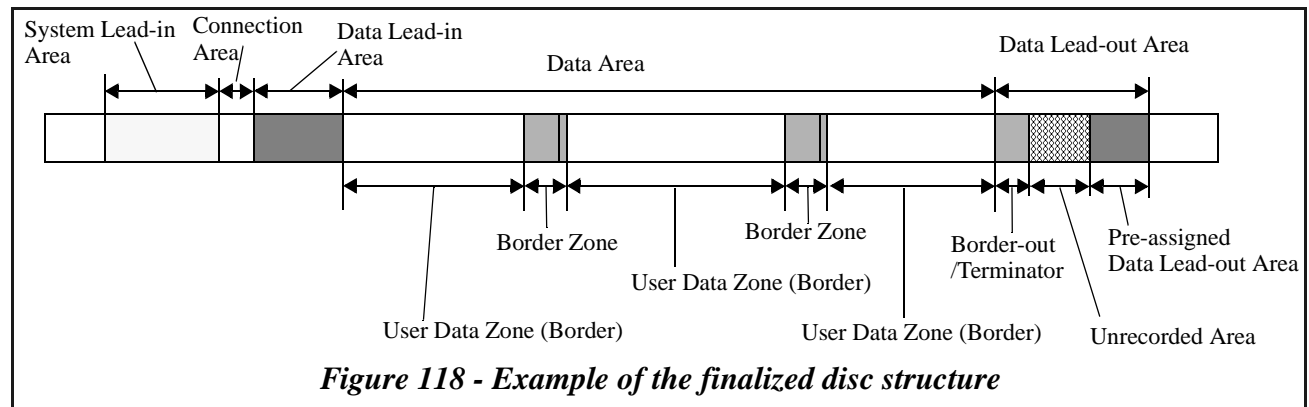 System Lead-in
Area
Connection
Area
Data Lead-in
Area
Data Area
Data Lead-out Area
Border Zone
Border Zone
Border-out
/Terminator
Pre-assigned
Data Lead-out Area
User Data Zone (Border)
User Data Zone (Border)
User Data Zone (Border)
Unrecorded Area
Figure 118 - Example of the finalized disc structure